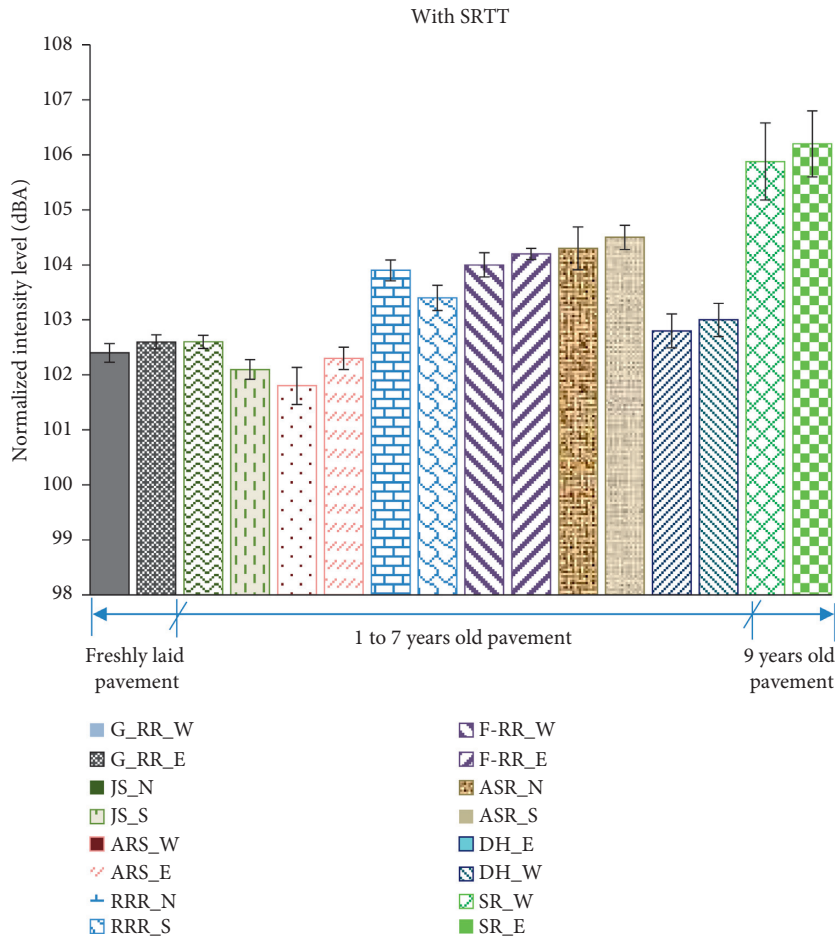 With SRTT
Normalized intensity level (dBA)
108
107
106
105
104
103
102
101
100
99
98
Freshly laid
pavement
1 to 7 years old pavement
9 years old
pavement
G_RR_W
G_RR_E
JS_N
JS_S
ARS_W
ARS_E
RRR_N
RRR_S
F-RR_W
F-RR_E
ASR_N
ASR_S
DH_E
DH_W
SR_W
SR_E